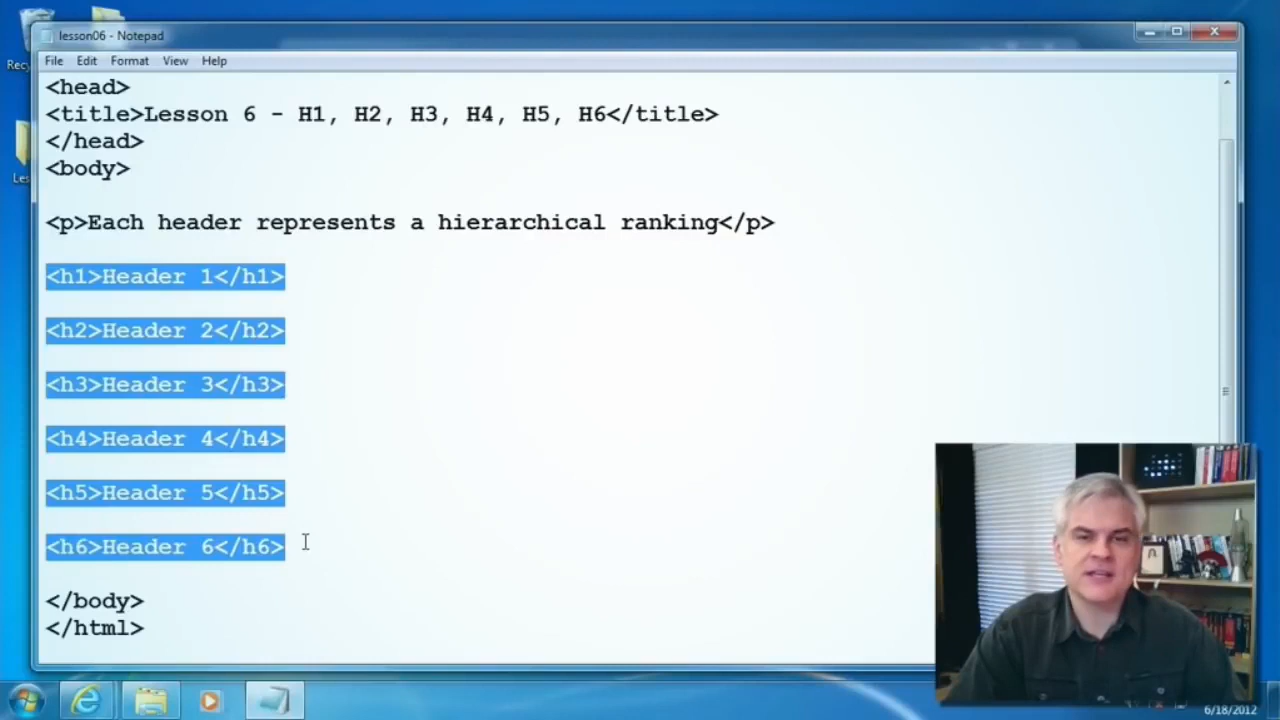 lesson06 - Notepad
Recy
File Edit Format View Help
<head>
<title>Lesson 6 - H1, H2, H3, H4, H5, H6</title>
</head>
<body>
Les
<p>Each header represents a hierarchical ranking</p>
<h1>Header 1</h1>
<h2>Header 2</h2>
<h3>Header 3</h3>
<h4>Header 4</h4>
<h5>Header 5</h5>
<h6>Header 6</h6>
</body>
</html>
6/18/2012